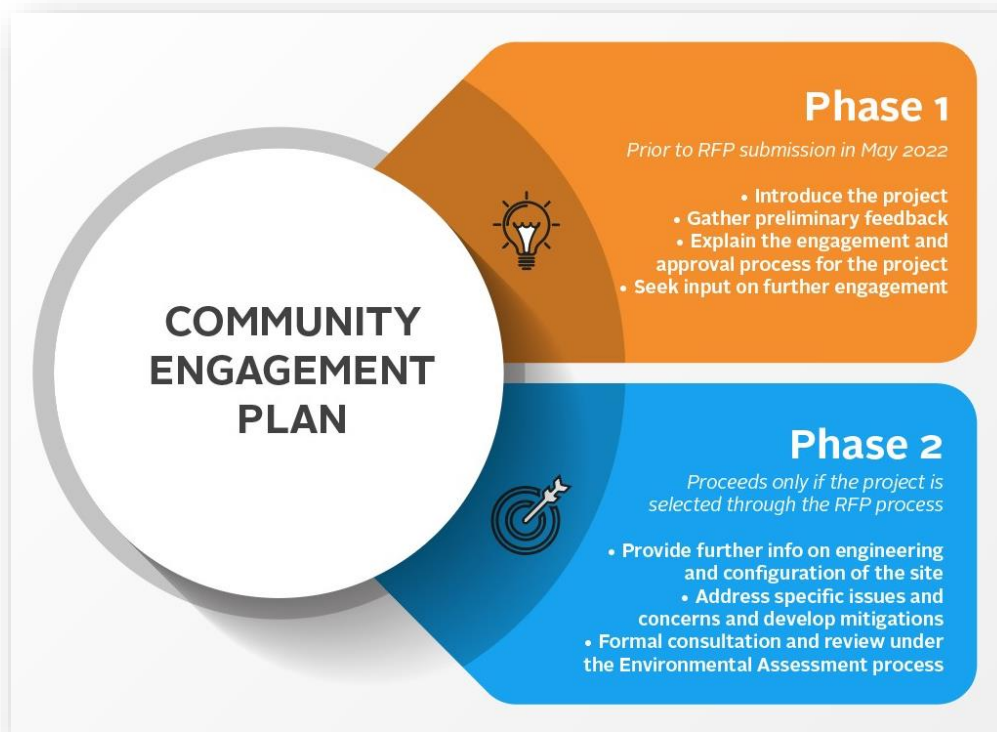 COMMUNITY
ENGAGEMENT
PLAN
Phase 1
Prior to RFP submission in May 2022
• Introduce the project
• Gather preliminary feedback
• Explain the engagement and
approval process for the project
• Seek input on further engagement
Phase 2
Proceeds only if the project is
selected through the RFP process
• Provide further info on engineering
and configuration of the site
• Address specific issues and
concerns and develop mitigations
• Formal consultation and review under
the Environmental Assessment process